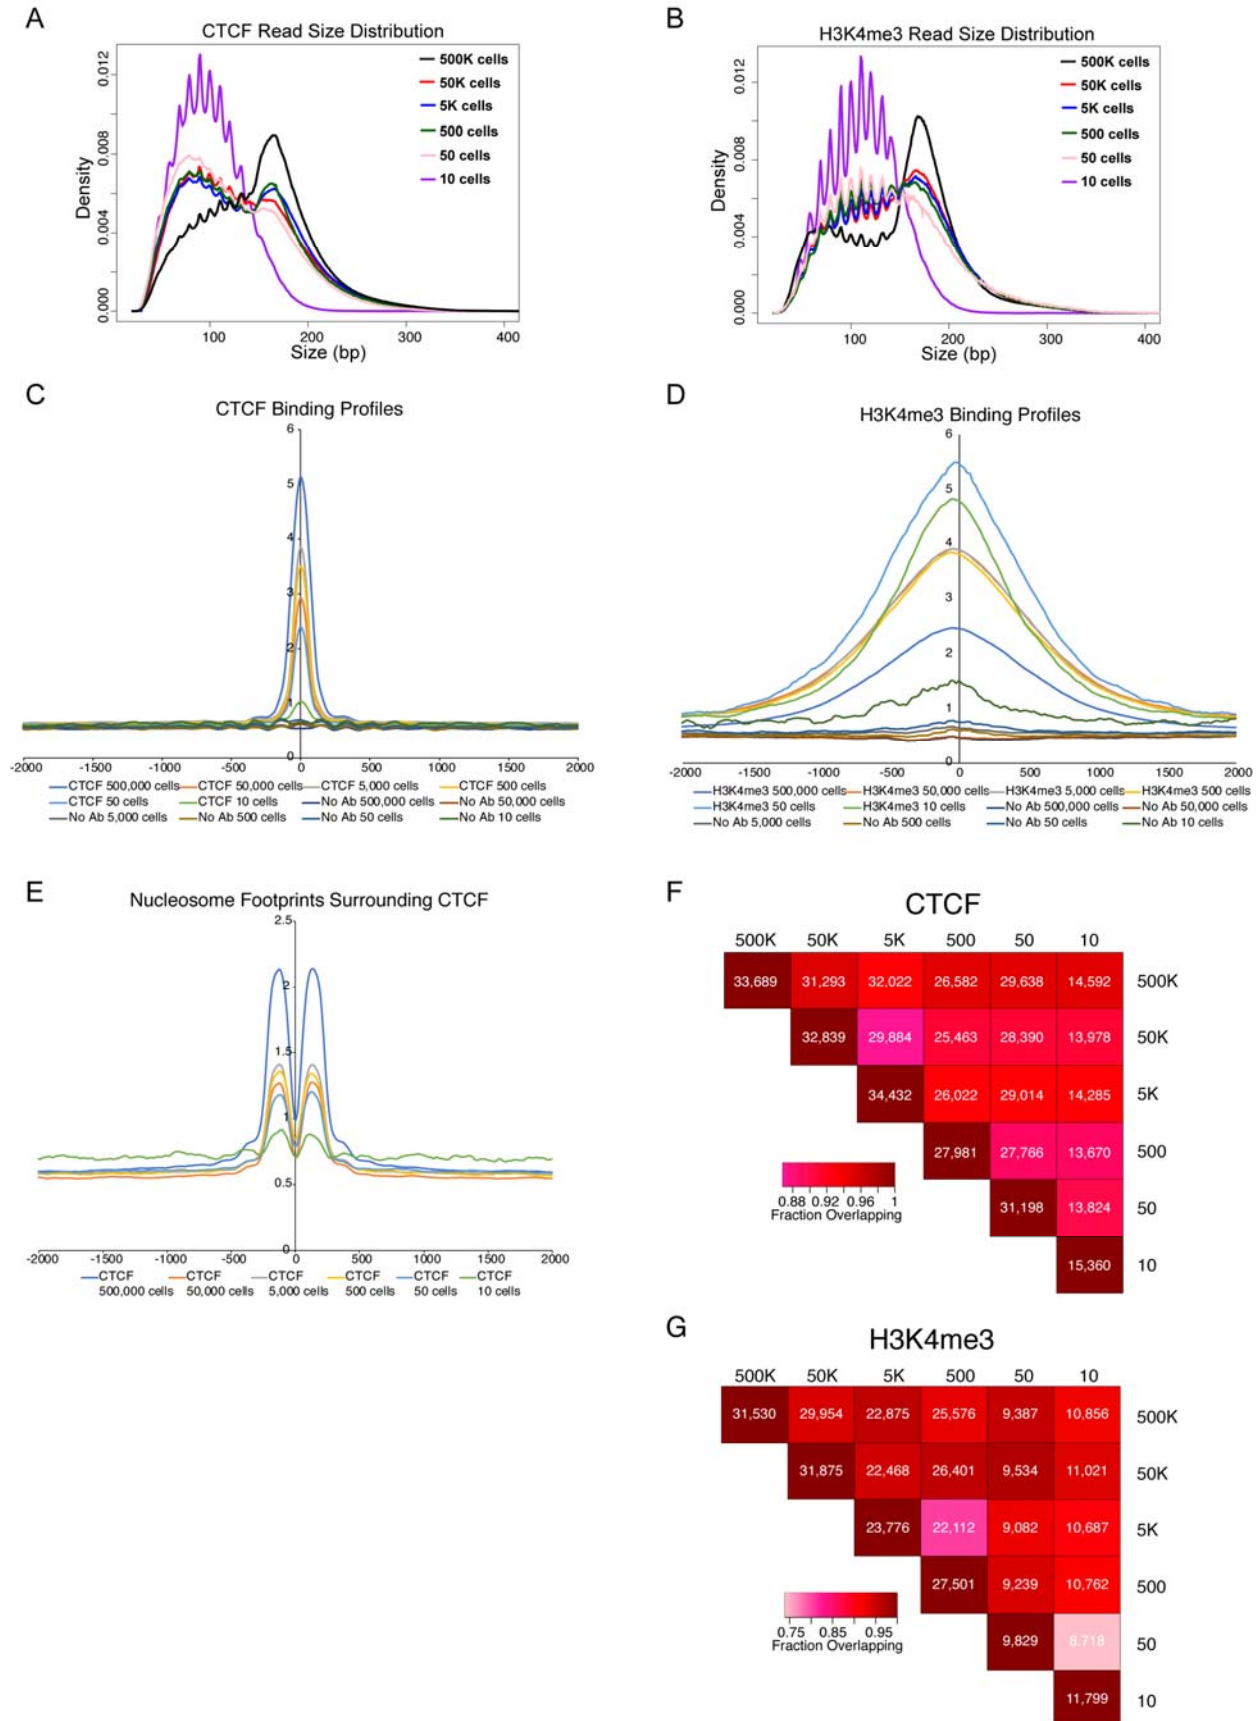 A
CTCF Read Size Distribution
Density
0.000 0.004 0.008 0.012
500K cells
50K cells
5K cells
500 cells
50 cells
10 cells
100 200 300 400
Size (bp)
B
H3K4me3 Read Size Distribution
Density
0.000 0.004 0.008 0.012
500K cells
50K cells
5K cells
500 cells
50 cells
10 cells
100 200 300 400
Size (bp)
C
CTCF Binding Profiles
6
5
4
3
2
1
0
-2000 -1500 -1000 -500 0 500 1000 1500 2000
CTCF 500,000 cells CTCF 50,000 cells CTCF 5,000 cells CTCF 500 cells
CTCF 50 cells CTCF 10 cells No Ab 500,000 cells No Ab 50,000 cells
No Ab 5,000 cells No Ab 500 cells No Ab 50 cells No Ab 10 cells
D
H3K4me3 Binding Profiles
6
5
4
3
2
1
0
-2000 -1500 -1000 -500 0 500 1000 1500 2000
H3K4me3 500,000 cells H3K4me3 50,000 cells H3K4me3 5,000 cells H3K4me3 500 cells
H3K4me3 50 cells H3K4me3 10 cells No Ab 500,000 cells No Ab 50,000 cells
No Ab 5,000 cells No Ab 500 cells No Ab 50 cells No Ab 10 cells
E
Nucleosome Footprints Surrounding CTCF
2.5
2
1.5
1
0.5
0
-2000 -1500 -1000 -500 0 500 1000 1500 2000
CTCF CTCF CTCF CTCF CTCF CTCF
500,000 cells 50,000 cells 5,000 cells 500 cells 50 cells 10 cells
F
CTCF
500K 50K 5K 500 50 10
33,689 31,293 32,022 26,582 29,638 14,592 500K
32,839 29,884 25,463 28,390 13,978 50K
34,432 26,022 29,014 14,285 5K
27,981 27,766 13,670 500
31,198 13,824 50
15,360 10
0.88 0.92 0.96 1
Fraction Overlapping
G
H3K4me3
500K 50K 5K 500 50 10
31,530 29,954 22,875 25,576 9,387 10,856 500K
31,875 22,468 26,401 9,534 11,021 50K
23,776 22,112 9,082 10,687 5K
27,501 9,239 10,762 500
9,829 8,718 50
11,799 10
0.75 0.85 0.95
Fraction Overlapping